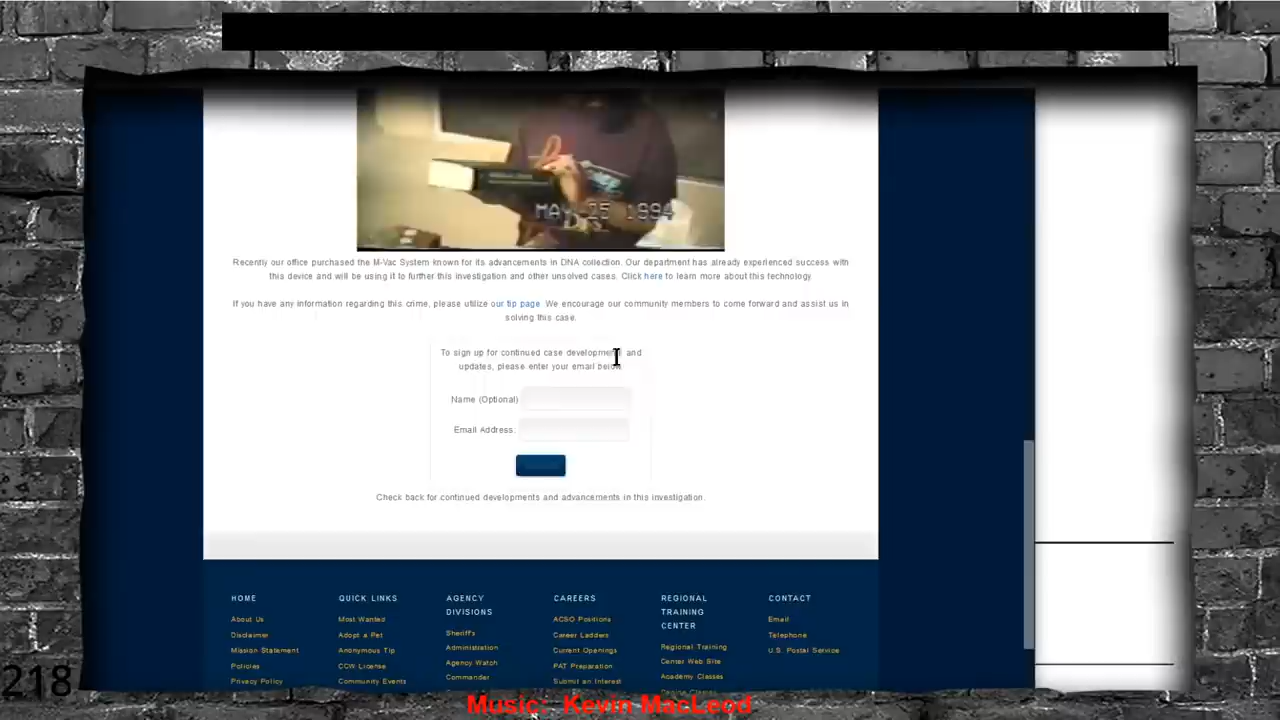 MAY 25 1994
Recently our office purchased the M-Vac System known for its advancements in DNA collection. Our department has already experienced success with
this device and will be using it to further this investigation and other unsolved cases. Click here to learn more about this technology
If you have any information regarding this crime, please utilize our tip page. We encourage our community members to come forward and assist us in
solving this case.
To sign up for continued case development and
updates, please enter your email below
Name (Optional)
Email Address:
Check back for continued developments and advancements in this investigation.
HOME
About Us
Disclaimer
Mission Statement
Policies
Privacy Policy
QUICK LINKS
Most Wanted
Adopt a Pet
Anonymous Tip
CCW License
Community Events
AGENCY
DIVISIONS
Sheriff's
Administration
Agency Watch
Commander
CAREERS
ACSO Positions
Career Ladders
Current Openings
PAT Preparation
Submit an Interest
REGIONAL
TRAINING
CENTER
Regional Training
Center Web Site
Academy Classes
CONTACT
Email
Telephone
U.S. Postal Service
218
Music: Kevin MacLeod